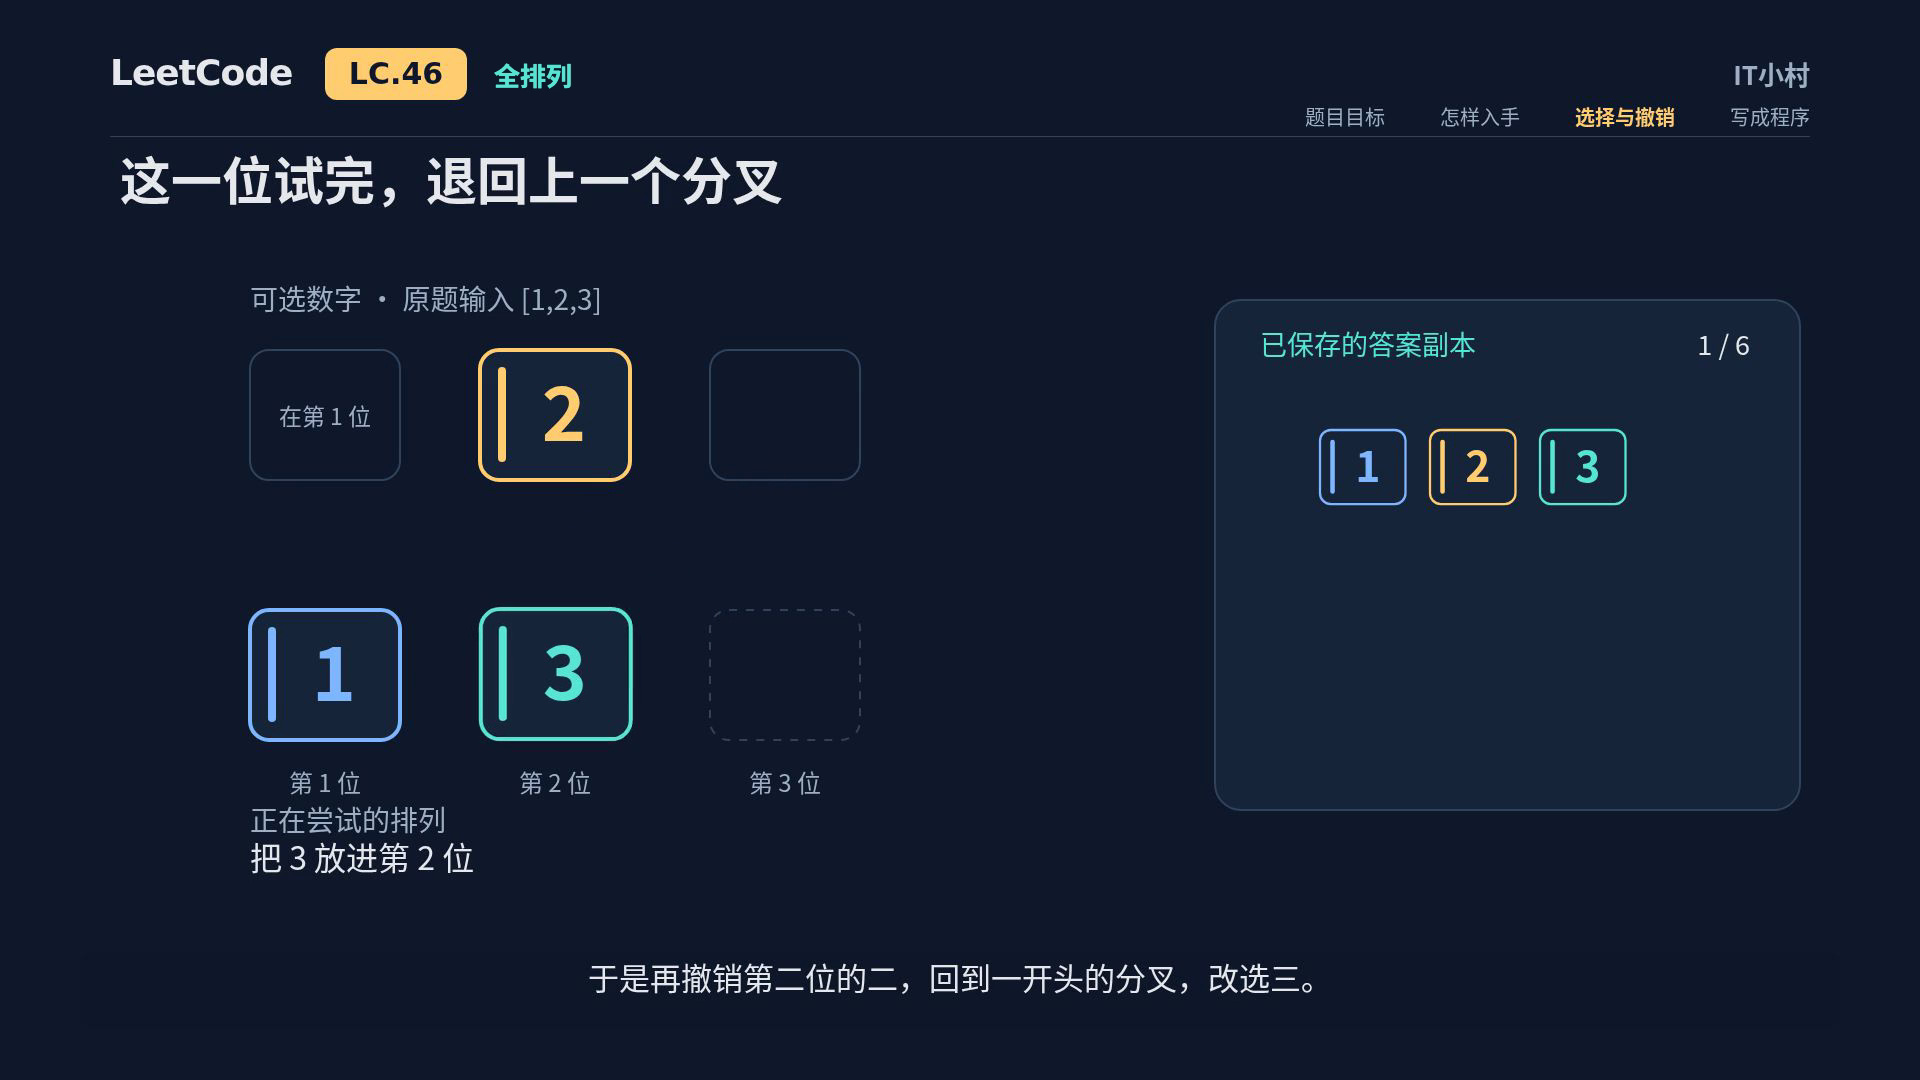 LeetCode LC.46 全排列
IT小村
题目目标 怎样入手 选择与撤销 写成程序
这一位试完，退回上一个分叉
可选数字 · 原题输入 [1,2,3]
在第 1 位 2
已保存的答案副本 1 / 6
1 2 3
1 3
第 1 位 第 2 位 第 3 位
正在尝试的排列
把 3 放进第 2 位
于是再撤销第二位的二，回到一开头的分叉，改选三。